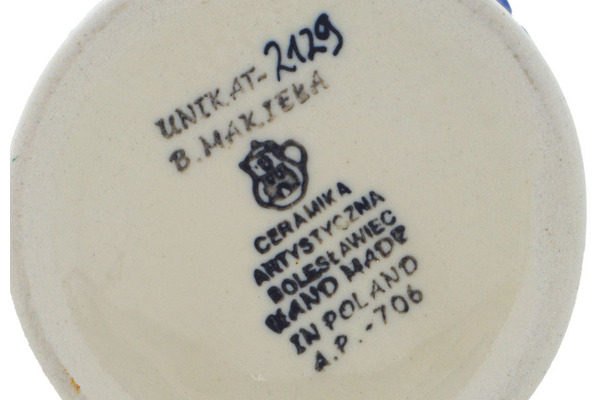 UNIKAT-2129
B. MAKIEŁA
CERAMIKA
ARTYSTYCZNA
BOLESŁAWIEC
HAND MADE
IN POLAND
A.P.-706